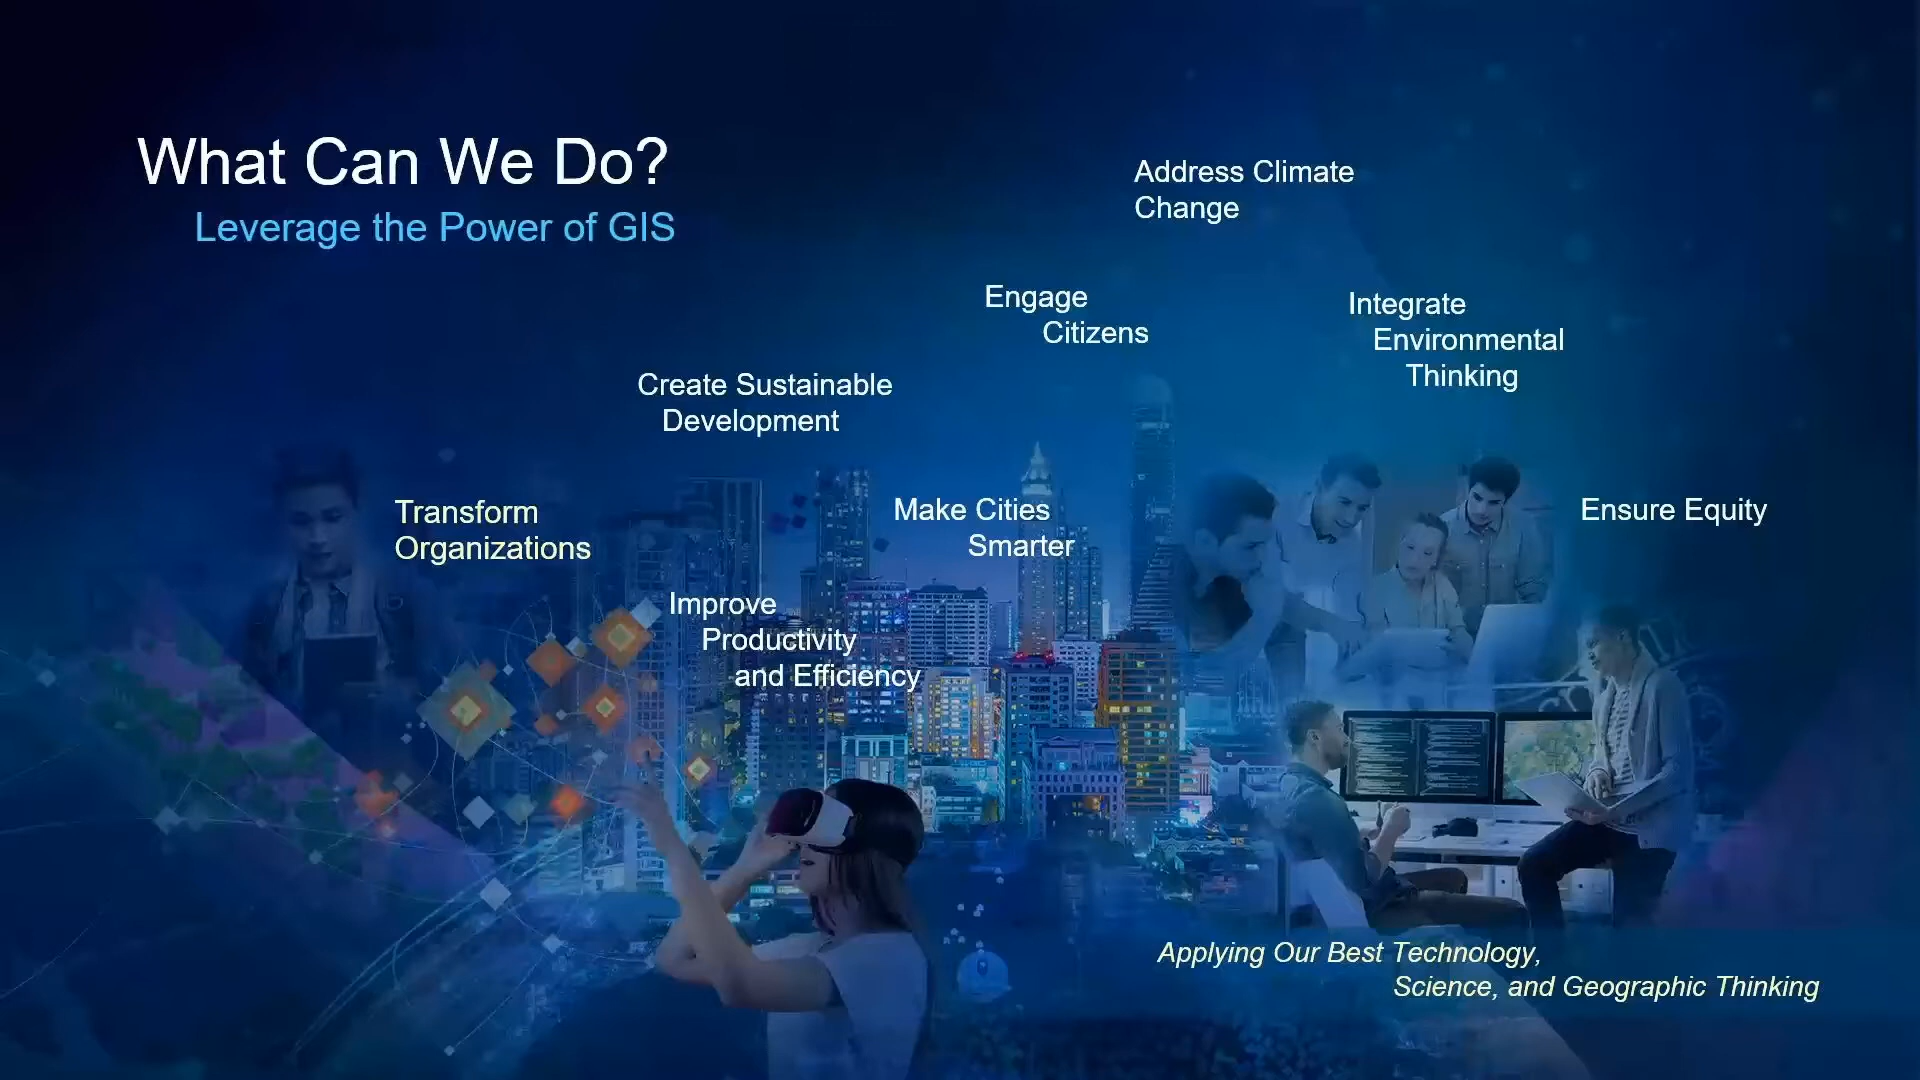 What Can We Do?
Leverage the Power of GIS
Address Climate
Change
Engage
Citizens
Integrate
Environmental
Thinking
Create Sustainable
Development
Transform
Organizations
Make Cities
Smarter
Ensure Equity
Improve
Productivity
and Efficiency
Applying Our Best Technology,
Science, and Geographic Thinking